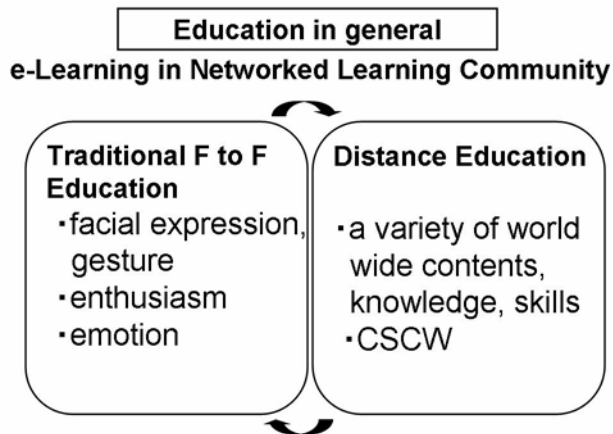 Education in general
e-Learning in Networked Learning Community
Traditional F to F
Education
・facial expression,
gesture
・enthusiasm
・emotion
Distance Education
・a variety of world
wide contents,
knowledge, skills
・CSCW